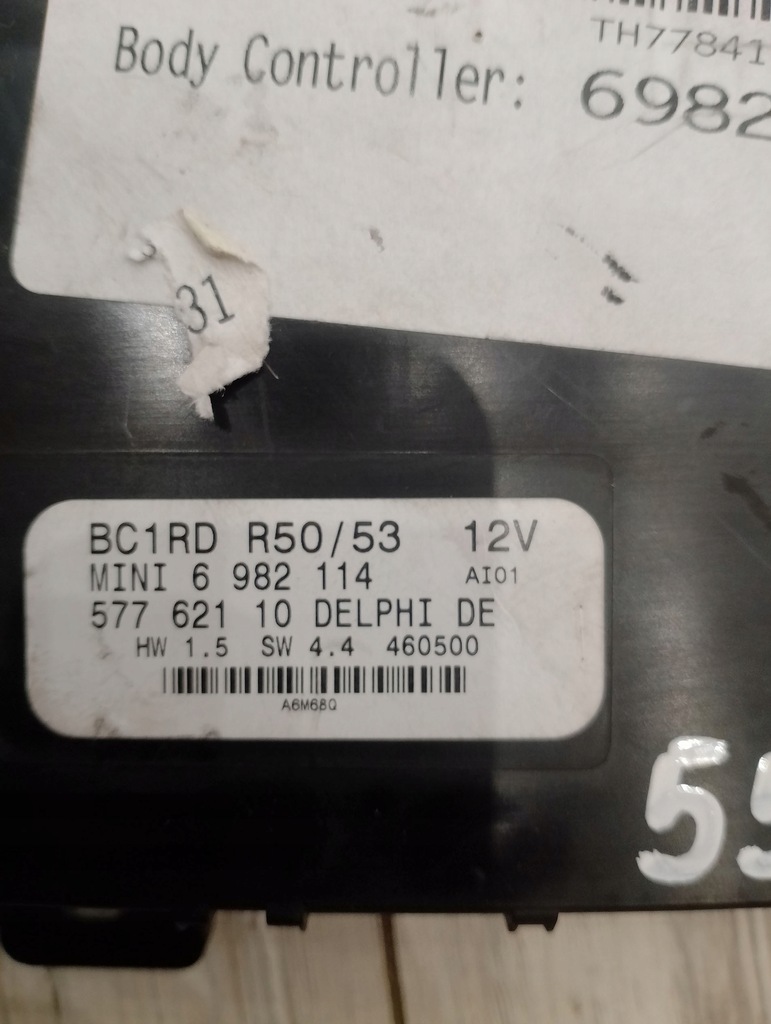 TH77841
Body Controller: 6982
31
BC1RD R50/53 12V
MINI 6 982 114 AI01
577 621 10 DELPHI DE
HW 1.5 SW 4.4 460500
A6M68Q
55